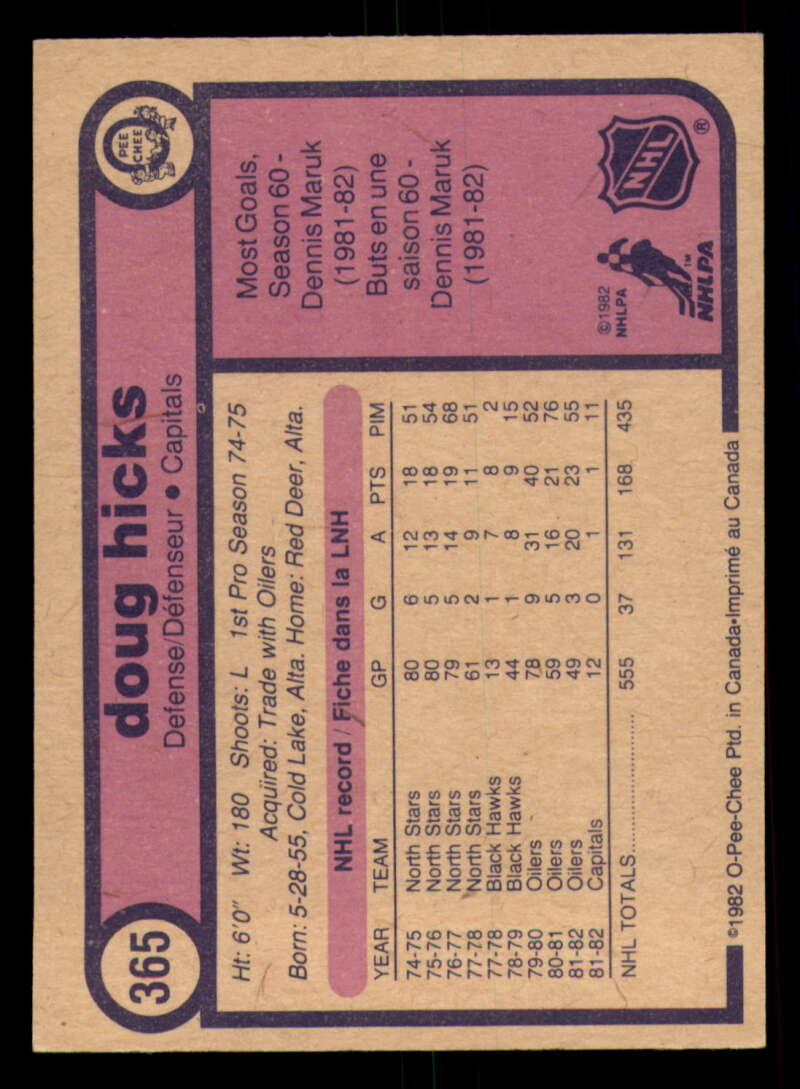 365
doug hicks
Defense/Défenseur • Capitals
O
PEE
CHEE
Ht: 6'0" Wt: 180 Shoots: L 1st Pro Season 74-75
Acquired: Trade with Oilers
Born: 5-28-55, Cold Lake, Alta. Home: Red Deer, Alta.
NHL record / Fiche dans la LNH
YEAR TEAM GP G A PTS PIM
74-75 North Stars 80 6 12 18 51
75-76 North Stars 80 5 13 18 54
76-77 North Stars 79 5 14 19 68
77-78 North Stars 61 2 9 11 51
77-78 Black Hawks 13 1 7 8 2
78-79 Black Hawks 44 1 8 9 15
79-80 Oilers 78 9 31 40 52
80-81 Oilers 59 5 16 21 76
81-82 Oilers 49 3 20 23 55
81-82 Capitals 12 0 1 1 11
NHL TOTALS.......................... 555 37 131 168 435
Most Goals,
Season 60 -
Dennis Maruk
(1981-82)
Buts en une
saison 60 -
Dennis Maruk
(1981-82)
©1982
NHLPA
NHLPA™
NHL
®
©1982 O-Pee-Chee Ptd. in Canada•Imprimé au Canada